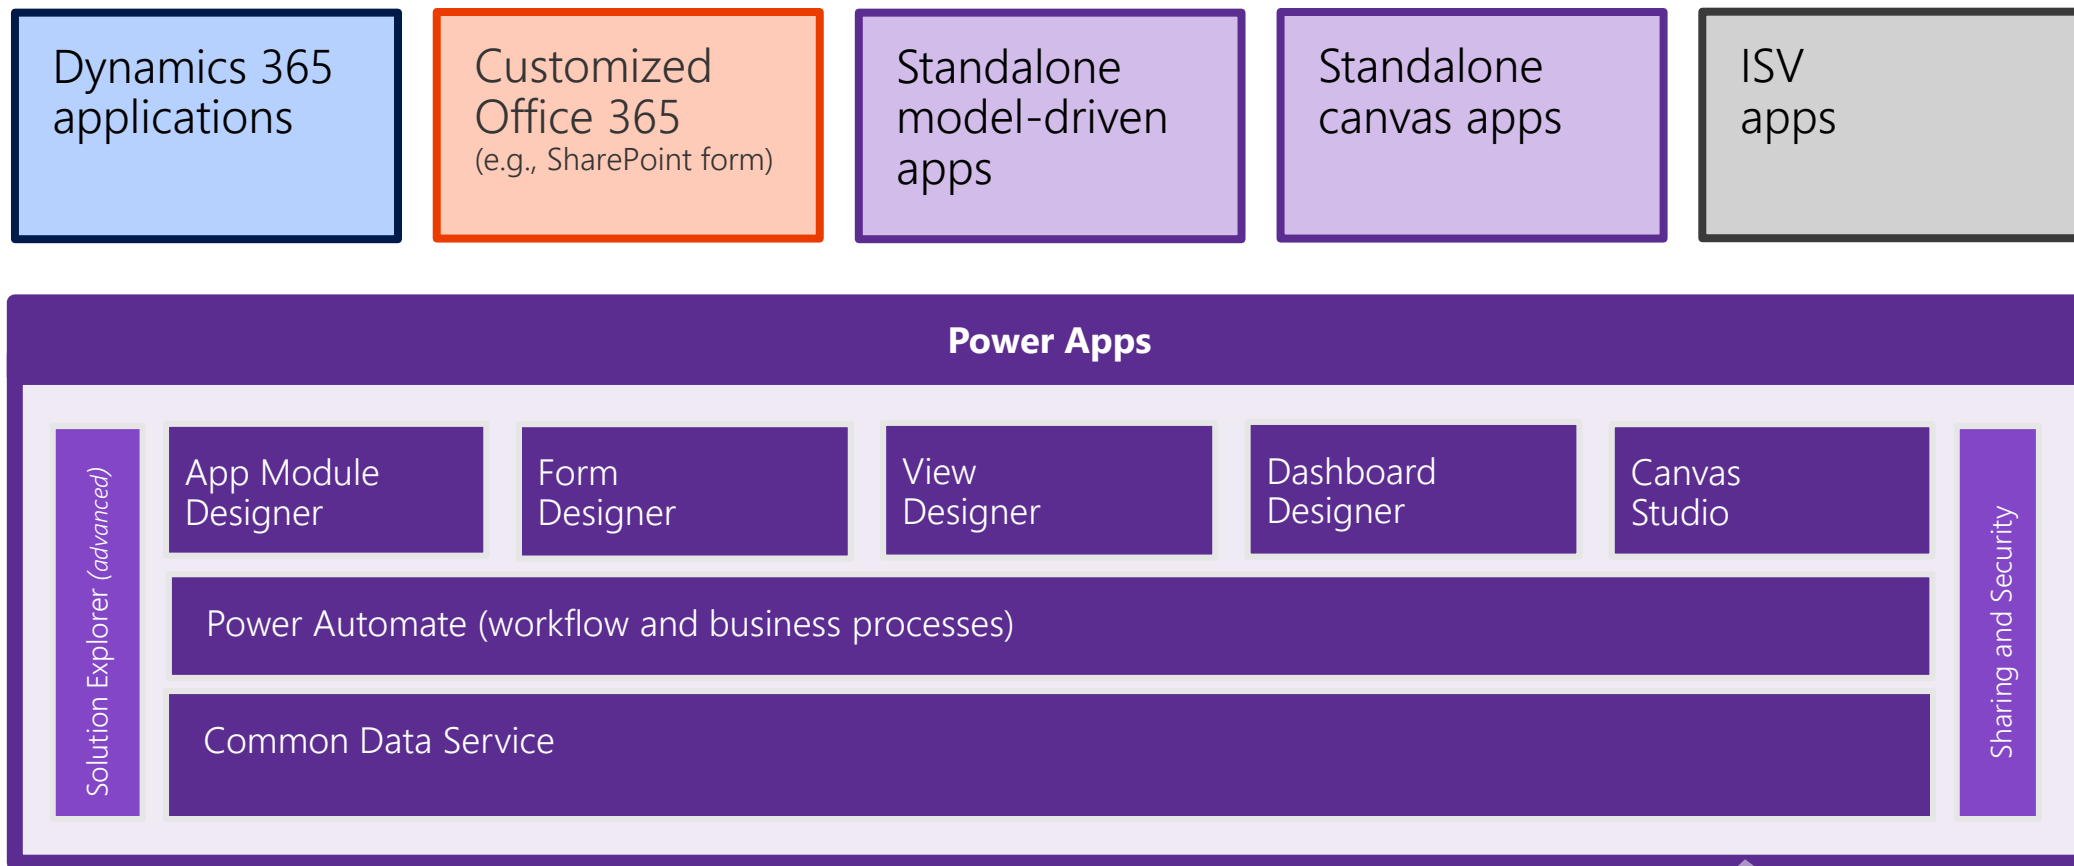 Dynamics 365
applications
Customized
Office 365
(e.g., SharePoint form)
Standalone
model-driven
apps
Standalone
canvas apps
ISV
apps
Power Apps
Solution Explorer (advanced)
App Module
Designer
Form
Designer
View
Designer
Dashboard
Designer
Canvas
Studio
Power Automate (workflow and business processes)
Common Data Service
Sharing and Security